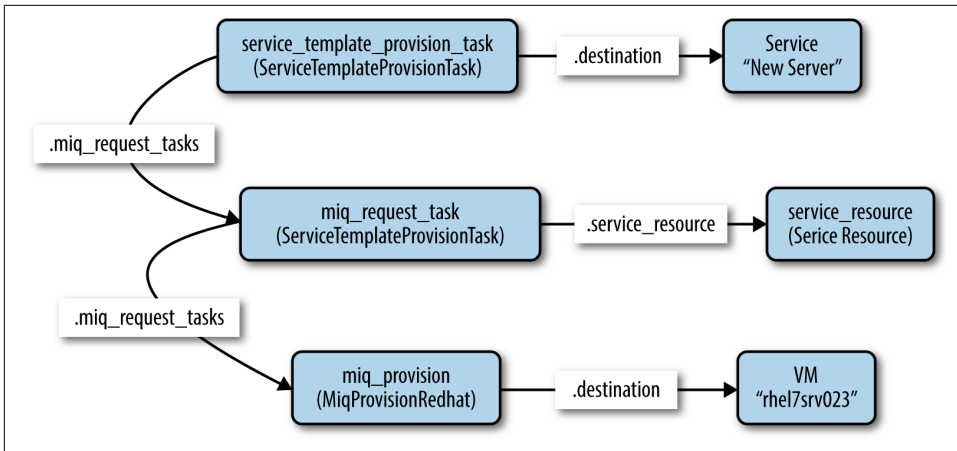 service_template_provision_task
(ServiceTemplateProvisionTask)
.destination
Service
“New Server”
.miq_request_tasks
miq_request_task
(ServiceTemplateProvisionTask)
.service_resource
service_resource
(Serice Resource)
.miq_request_tasks
miq_provision
(MiqProvisionRedhat)
.destination
VM
“rhel7srv023”